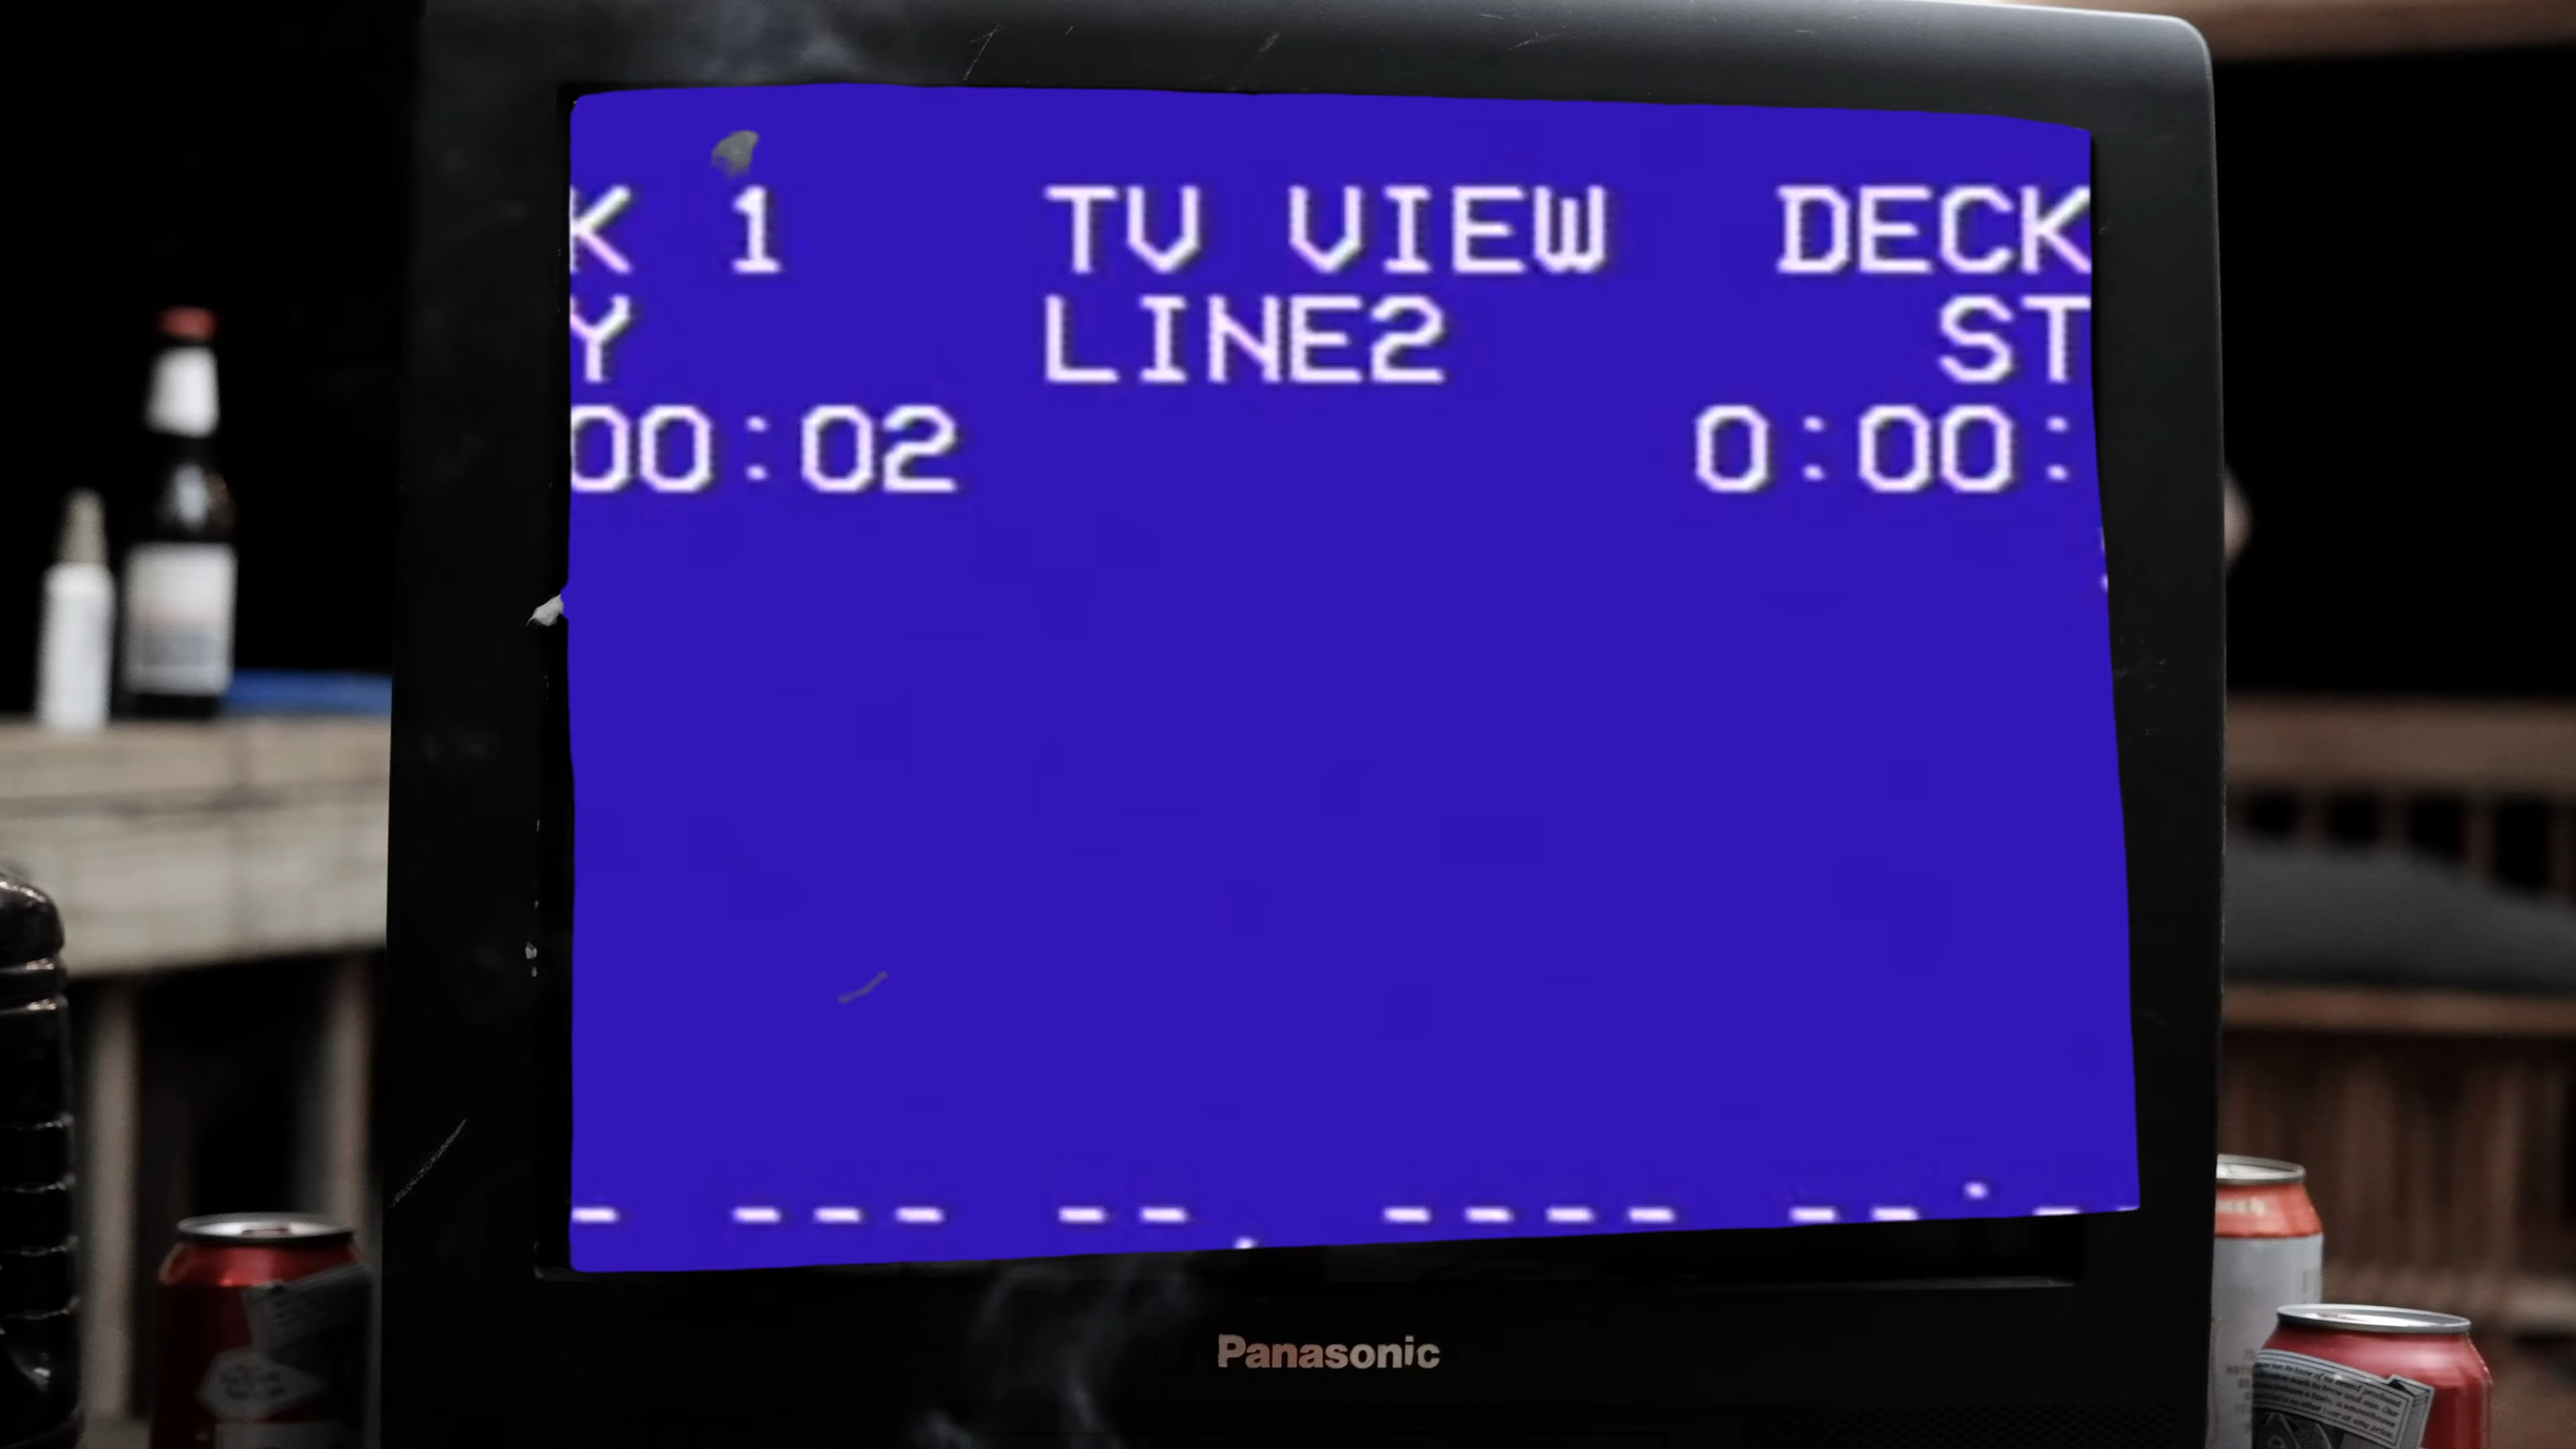 K 1 TV VIEW DECK
Y LINE2 ST
00:02 0:00:
- - - - - - - - - - - - -
Panasonic